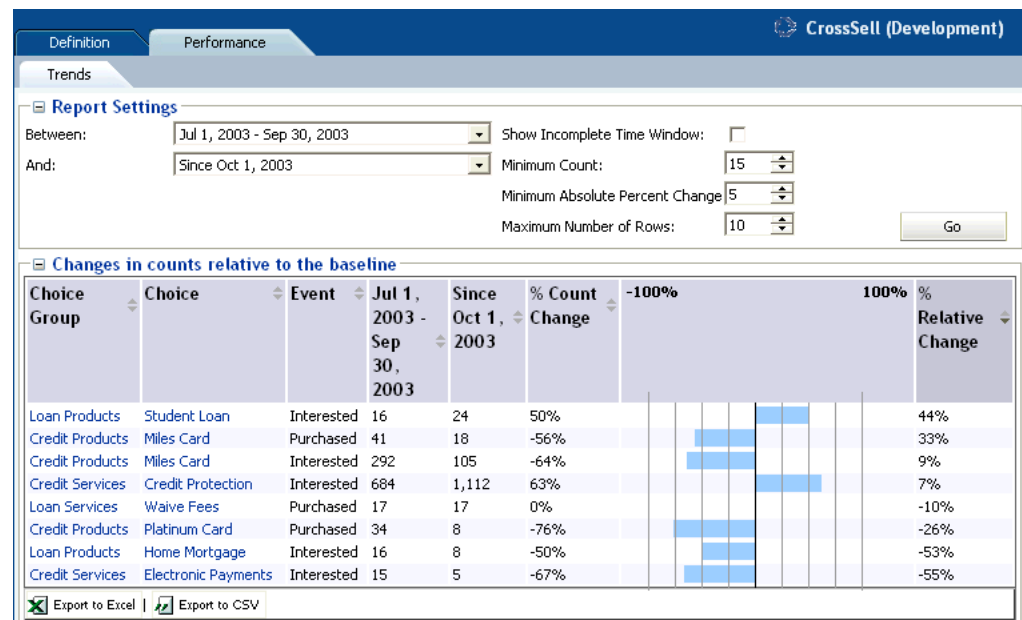 CrossSell (Development)
Definition
Performance
Trends
Report Settings
Between: Jul 1, 2003 - Sep 30, 2003 Show Incomplete Time Window:
And: Since Oct 1, 2003 Minimum Count: 15
Minimum Absolute Percent Change 5
Maximum Number of Rows: 10 Go
Changes in counts relative to the baseline
Choice Group Choice Event Jul 1, 2003 - Sep 30, 2003 Since Oct 1, 2003 % Count Change -100% 100% % Relative Change
Loan Products Student Loan Interested 16 24 50% 44%
Credit Products Miles Card Purchased 41 18 -56% 33%
Credit Products Miles Card Interested 292 105 -64% 9%
Credit Services Credit Protection Interested 684 1,112 63% 7%
Loan Services Waive Fees Purchased 17 17 0% -10%
Credit Products Platinum Card Purchased 34 8 -76% -26%
Loan Products Home Mortgage Interested 16 8 -50% -53%
Credit Services Electronic Payments Interested 15 5 -67% -55%
Export to Excel | Export to CSV